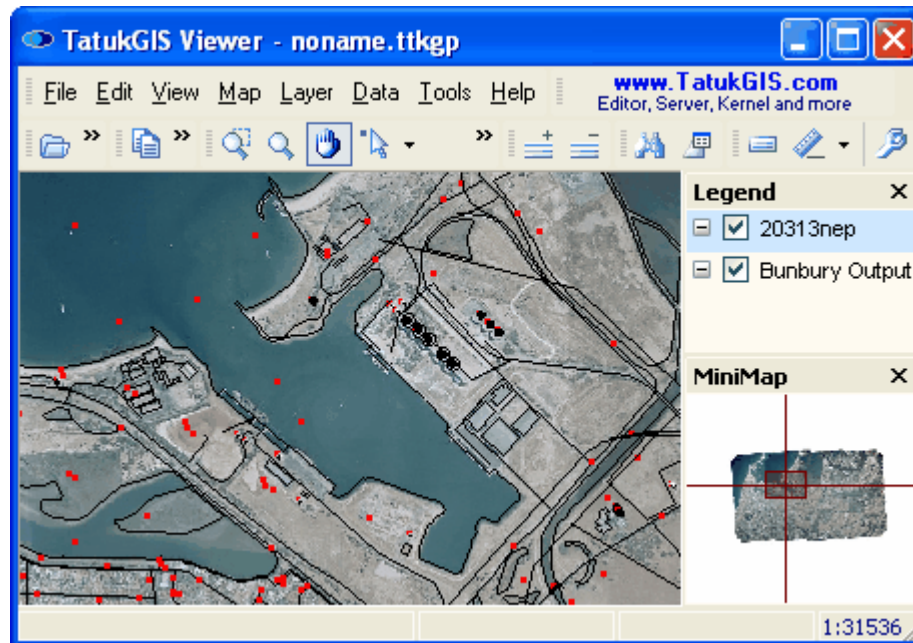 TatukGIS Viewer - noname.ttkgp
File Edit View Map Layer Data Tools Help
www.TatukGIS.com
Editor, Server, Kernel and more
Legend
20313nep
Bunbury Output
MiniMap
1:31536